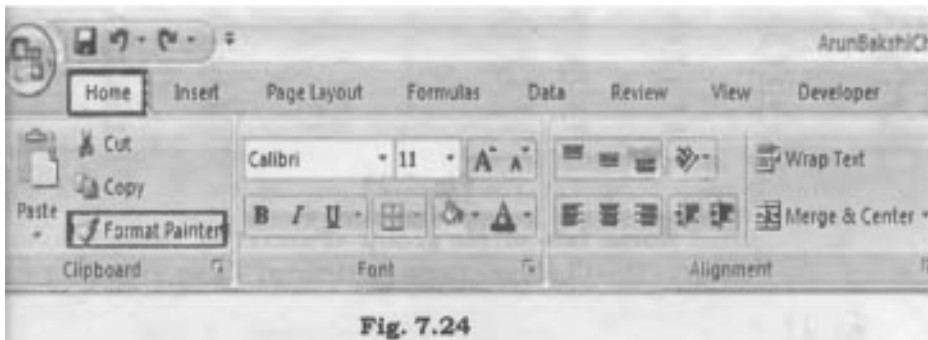 ArunBakshiCh
Home Insert Page Layout Formulas Data Review View Developer
Cut
Calibri 11 A A Wrap Text
Copy
Paste
Format Painter B I U A Merge & Center
Clipboard Font Alignment
Fig. 7.24